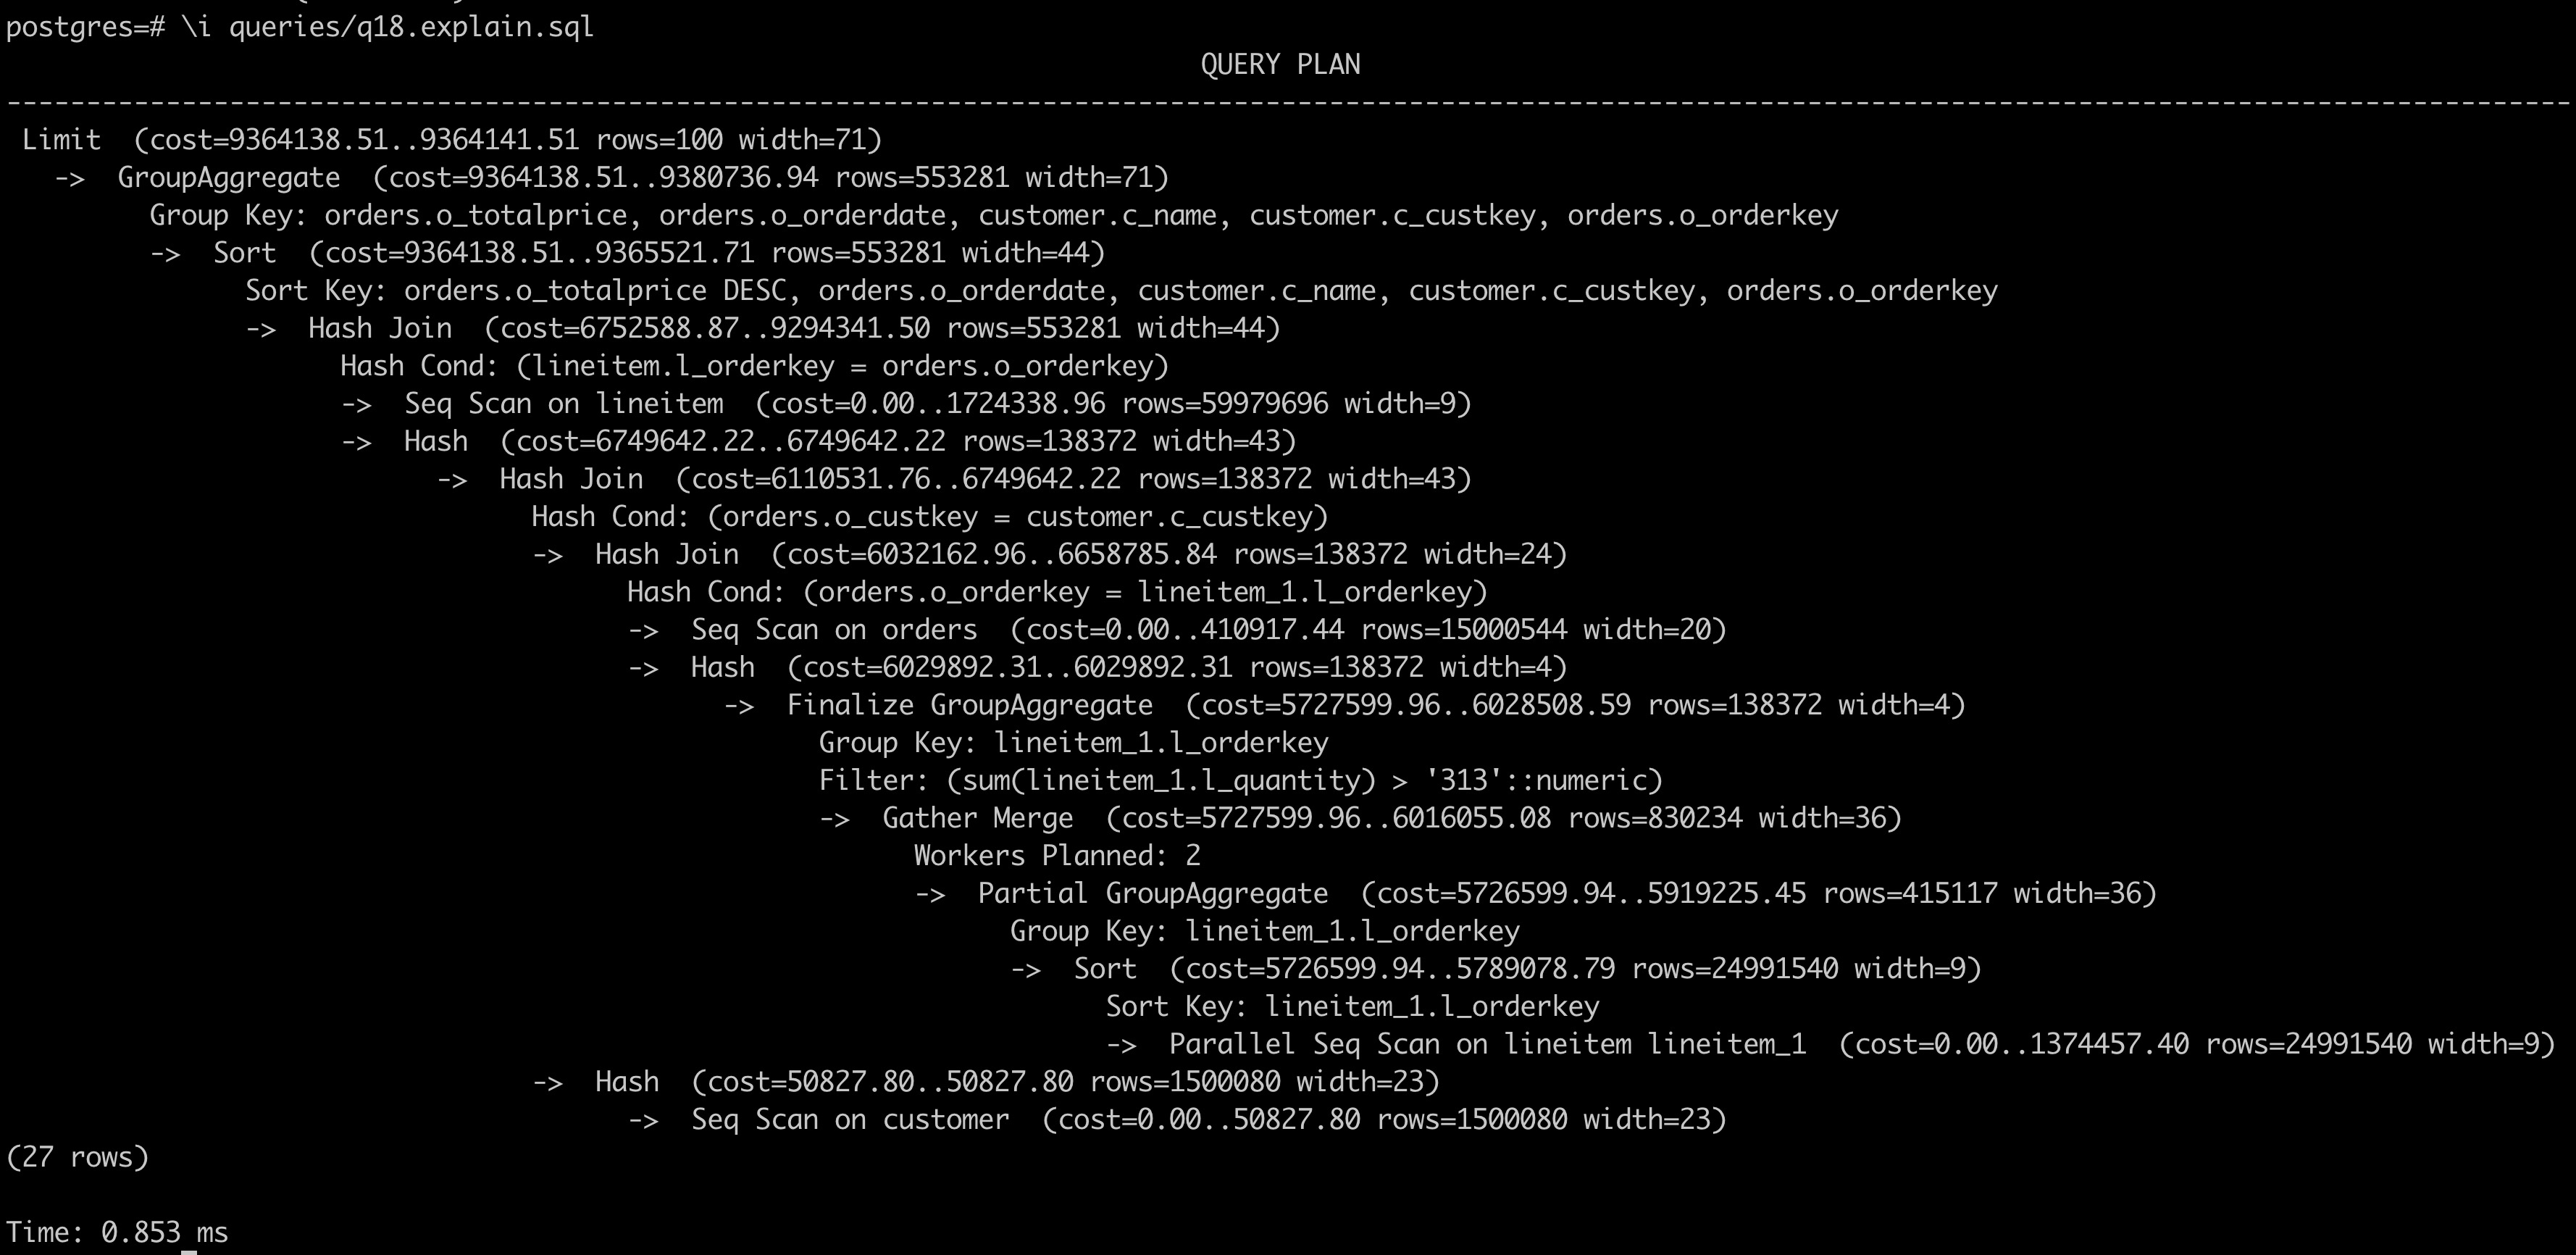 postgres=# \i queries/q18.explain.sql
QUERY PLAN
-----------------------------------------------------------------------------------------------------------------------------------------------------------------
Limit  (cost=9364138.51..9364141.51 rows=100 width=71)
  ->  GroupAggregate  (cost=9364138.51..9380736.94 rows=553281 width=71)
        Group Key: orders.o_totalprice, orders.o_orderdate, customer.c_name, customer.c_custkey, orders.o_orderkey
        ->  Sort  (cost=9364138.51..9365521.71 rows=553281 width=44)
              Sort Key: orders.o_totalprice DESC, orders.o_orderdate, customer.c_name, customer.c_custkey, orders.o_orderkey
              ->  Hash Join  (cost=6752588.87..9294341.50 rows=553281 width=44)
                    Hash Cond: (lineitem.l_orderkey = orders.o_orderkey)
                    ->  Seq Scan on lineitem  (cost=0.00..1724338.96 rows=59979696 width=9)
                    ->  Hash  (cost=6749642.22..6749642.22 rows=138372 width=43)
                          ->  Hash Join  (cost=6110531.76..6749642.22 rows=138372 width=43)
                                Hash Cond: (orders.o_custkey = customer.c_custkey)
                                ->  Hash Join  (cost=6032162.96..6658785.84 rows=138372 width=24)
                                      Hash Cond: (orders.o_orderkey = lineitem_1.l_orderkey)
                                      ->  Seq Scan on orders  (cost=0.00..410917.44 rows=15000544 width=20)
                                      ->  Hash  (cost=6029892.31..6029892.31 rows=138372 width=4)
                                            ->  Finalize GroupAggregate  (cost=5727599.96..6028508.59 rows=138372 width=4)
                                                  Group Key: lineitem_1.l_orderkey
                                                  Filter: (sum(lineitem_1.l_quantity) > '313'::numeric)
                                                  ->  Gather Merge  (cost=5727599.96..6016055.08 rows=830234 width=36)
                                                        Workers Planned: 2
                                                        ->  Partial GroupAggregate  (cost=5726599.94..5919225.45 rows=415117 width=36)
                                                              Group Key: lineitem_1.l_orderkey
                                                              ->  Sort  (cost=5726599.94..5789078.79 rows=24991540 width=9)
                                                                    Sort Key: lineitem_1.l_orderkey
                                                                    ->  Parallel Seq Scan on lineitem lineitem_1  (cost=0.00..1374457.40 rows=24991540 width=9)
                                ->  Hash  (cost=50827.80..50827.80 rows=1500080 width=23)
                                      ->  Seq Scan on customer  (cost=0.00..50827.80 rows=1500080 width=23)
(27 rows)
Time: 0.853 ms